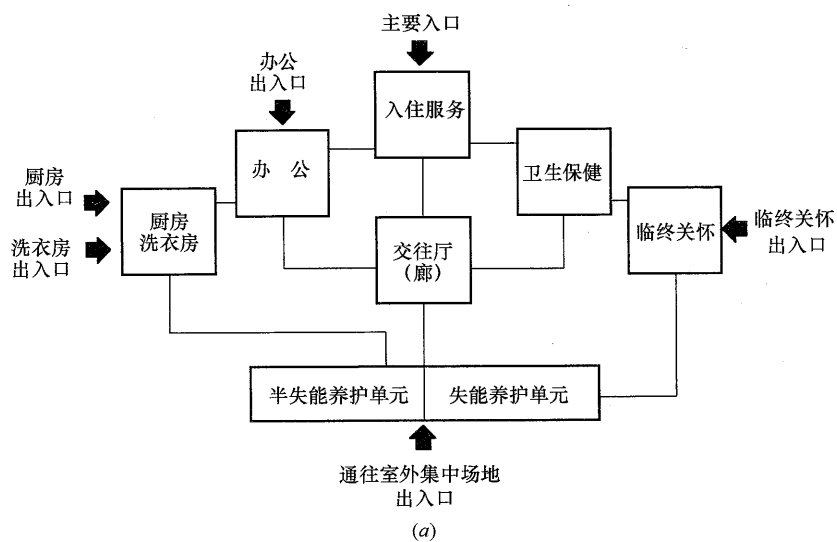 主要入口
办公
出入口
入住服务
办 公
卫生保健
厨房
出入口
厨房
洗衣房
洗衣房
出入口
交往厅
(廊)
临终关怀
临终关怀
出入口
半失能养护单元
失能养护单元
通往室外集中场地
出入口
(a)